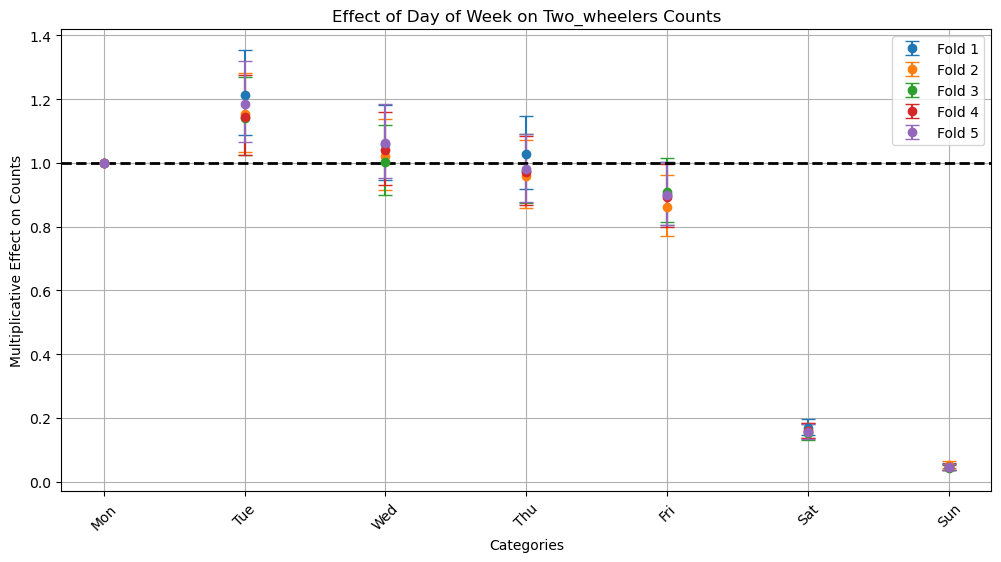 Effect of Day of Week on Two_wheelers Counts
Multiplicative Effect on Counts
1.4
1.2
1.0
0.8
0.6
0.4
0.2
0.0
Fold 1
Fold 2
Fold 3
Fold 4
Fold 5
Mon
Tue
Wed
Thu
Fri
Sat
Sun
Categories